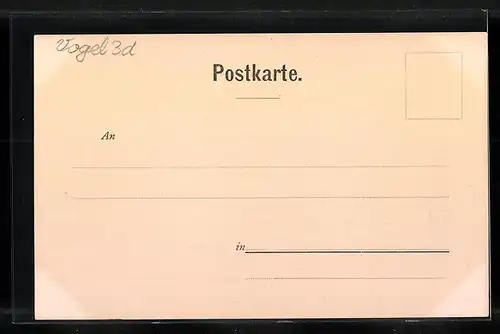 Vogel 3d
Postkarte.
An
in